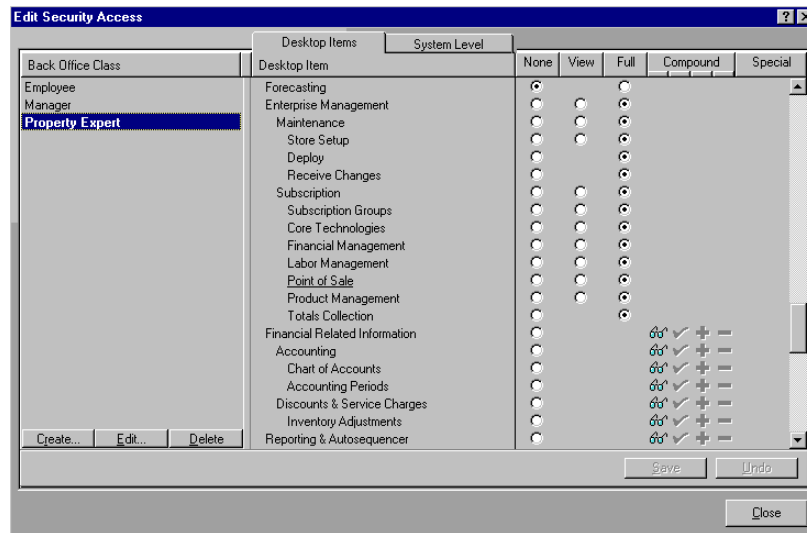 Edit Security Access
Desktop Items System Level
Back Office Class Desktop Item None View Full Compound Special
Employee Forecasting
Manager Enterprise Management
Property Expert Maintenance
Store Setup
Deploy
Receive Changes
Subscription
Subscription Groups
Core Technologies
Financial Management
Labor Management
Point of Sale
Product Management
Totals Collection
Financial Related Information
Accounting
Chart of Accounts
Accounting Periods
Discounts & Service Charges
Inventory Adjustments
Create... Edit... Delete Reporting & Autosequencer
Save Undo
Close